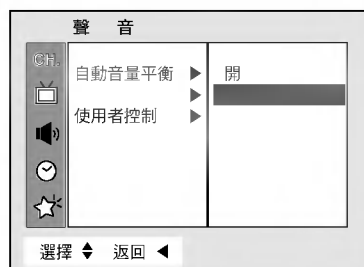 聲 音
CH.
自動音量平衡 ▶ 開
▶
使用者控制 ▶
選擇 ◆ 返回 ◀